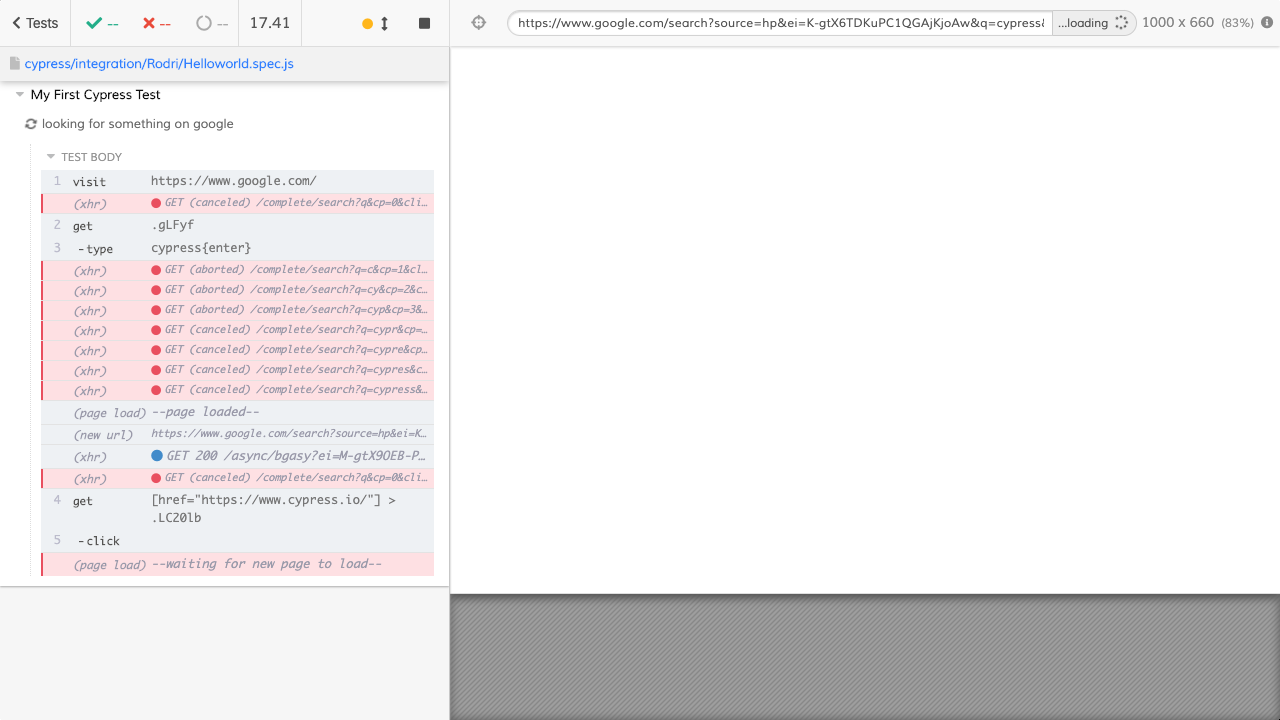 Tests -- -- -- 17.41
https://www.google.com/search?source=hp&ei=K-gtX6TDKuPC1QGAjKjoAw&q=cypress& ...loading 1000 x 660 (83%)
cypress/integration/Rodri/Helloworld.spec.js
My First Cypress Test
looking for something on google
TEST BODY
1 visit https://www.google.com/
(xhr) GET (canceled) /complete/search?q&cp=0&cli...
2 get .gLFyf
3 -type cypress{enter}
(xhr) GET (aborted) /complete/search?q=c&cp=1&cl...
(xhr) GET (aborted) /complete/search?q=cy&cp=2&c...
(xhr) GET (aborted) /complete/search?q=cyp&cp=3&...
(xhr) GET (canceled) /complete/search?q=cypr&cp=...
(xhr) GET (canceled) /complete/search?q=cypre&cp...
(xhr) GET (canceled) /complete/search?q=cypres&c...
(xhr) GET (canceled) /complete/search?q=cypress&...
(page load) --page loaded--
(new url) https://www.google.com/search?source=hp&ei=K...
(xhr) GET 200 /async/bgasy?ei=M-gtX9OEB-P...
(xhr) GET (canceled) /complete/search?q&cp=0&cli...
4 get [href="https://www.cypress.io/"] >
.LC20lb
5 -click
(page load) --waiting for new page to load--